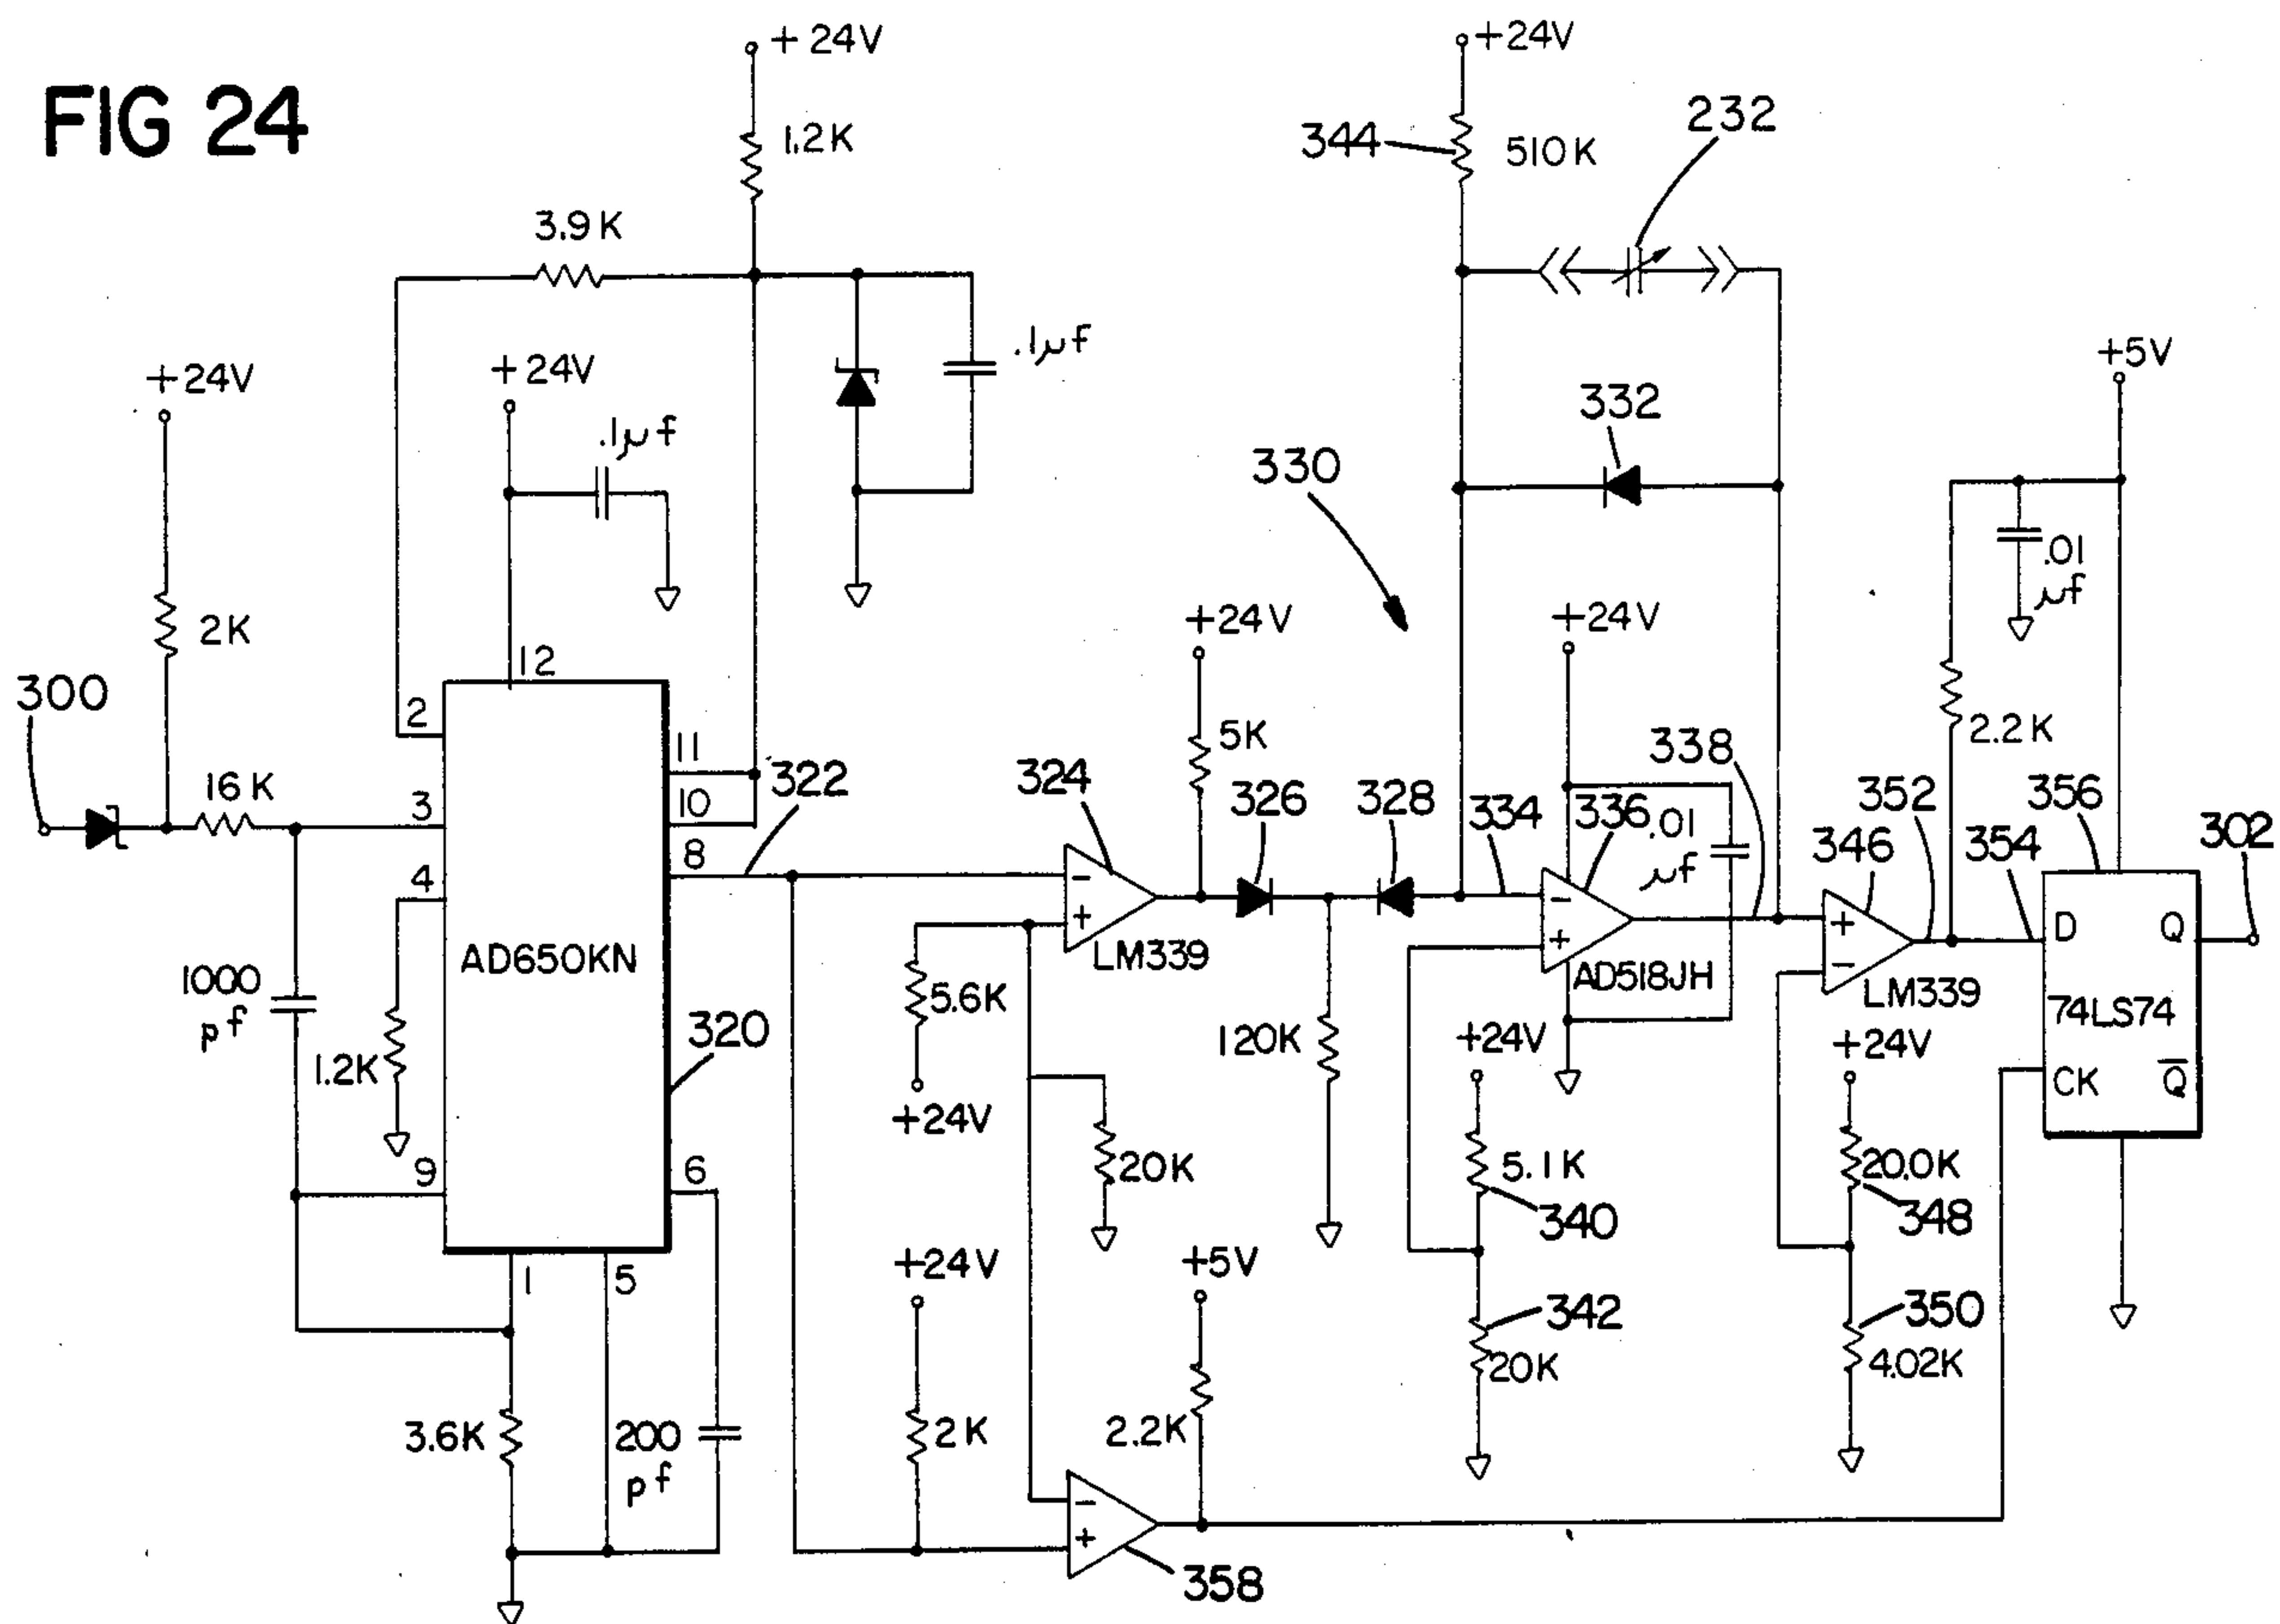 FIG 24
+24V
1.2K
3.9K
.1μf
+24V
.1μf
+24V
2K
300
16K
2
3
4
9
12
11
10
8
6
1
5
AD650KN
320
322
1000
pf
1.2K
3.6K
200
pf
324
-
+
LM339
5.6K
+24V
20K
+24V
2K
+24V
5K
326
328
120K
+5V
2.2K
-
+
358
+24V
344
510K
232
332
330
+24V
334
336
.01
μf
338
-
+
AD518JH
+24V
5.1K
340
342
20K
346
352
354
+
-
LM339
+24V
20.0K
348
350
4.02K
+5V
.01
μf
2.2K
356
302
D
Q
74LS74
CK
Q̅